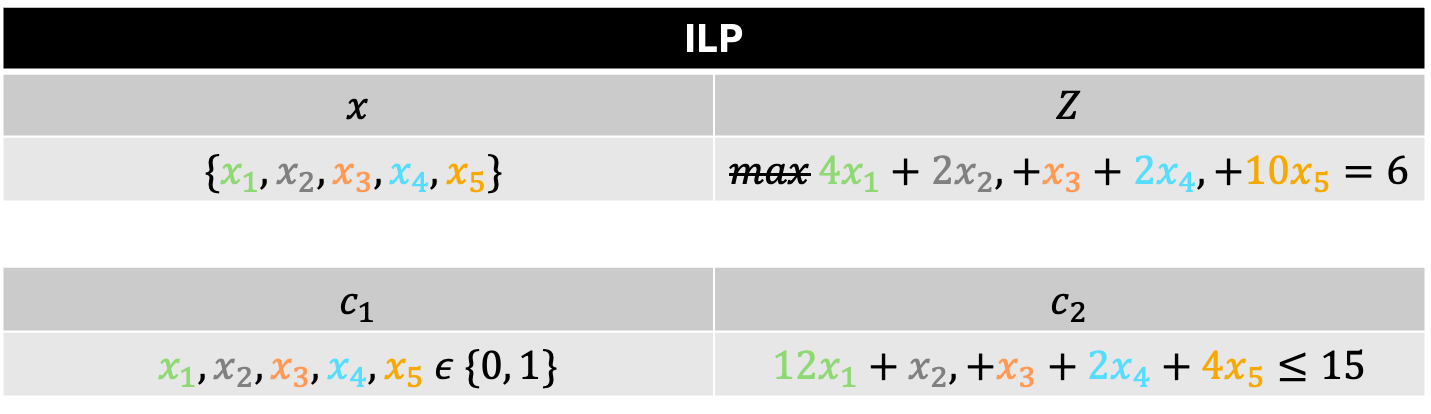 ILP
x Z
{x₁, x₂, x₃, x₄, x₅} max 4x₁ + 2x₂, +x₃ + 2x₄, +10x₅ = 6
c₁ c₂
x₁, x₂, x₃, x₄, x₅ ϵ {0, 1} 12x₁ + x₂, +x₃ + 2x₄ + 4x₅ ≤ 15